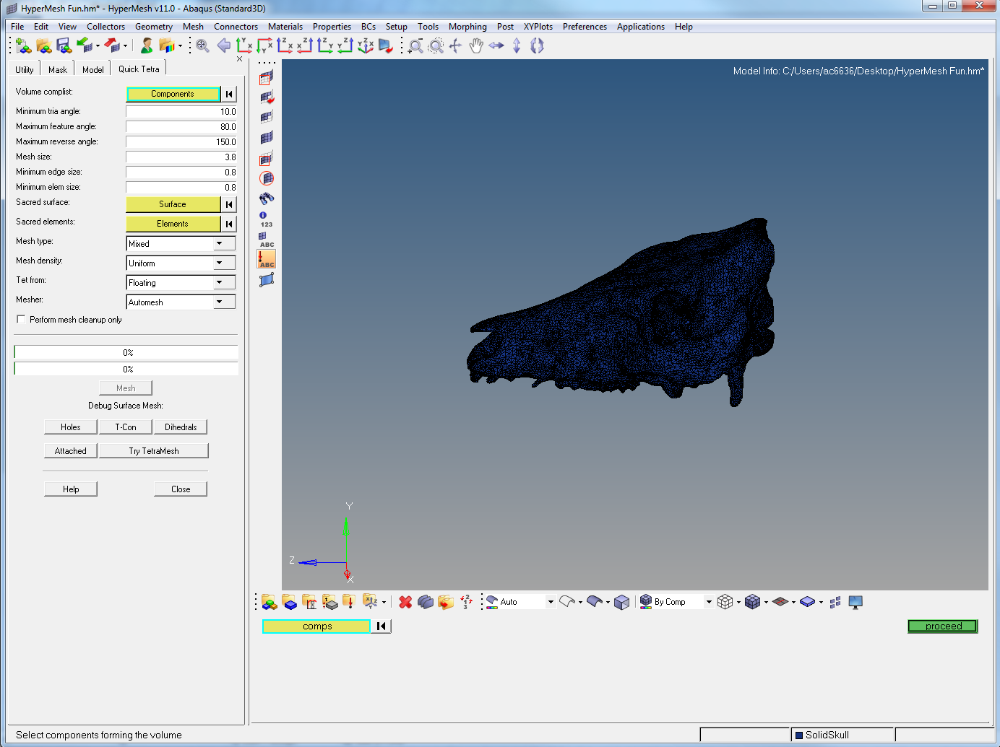 HyperMesh Fun.hm* - HyperMesh v11.0 - Abaqus (Standard3D)
File Edit View Collectors Geometry Mesh Connectors Materials Properties BCs Setup Tools Morphing Post XYPlots Preferences Applications Help
Utility Mask Model Quick Tetra
Model Info: C:/Users/ac6636/Desktop/HyperMesh Fun.hm*
Volume complist: Components
Minimum tria angle: 10.0
Maximum feature angle: 80.0
Maximum reverse angle: 150.0
Mesh size: 3.8
Minimum edge size: 0.8
Minimum elem size: 0.8
Sacred surface: Surface
Sacred elements: Elements
Mesh type: Mixed
Mesh density: Uniform
Tet from: Floating
Mesher: Automesh
Perform mesh cleanup only
0%
0%
Mesh
Debug Surface Mesh:
Holes T-Con Dihedrals
Attached Try TetraMesh
Help Close
123
ABC
ABC
Y
Z
X
Auto By Comp
comps proceed
Select components forming the volume SolidSkull